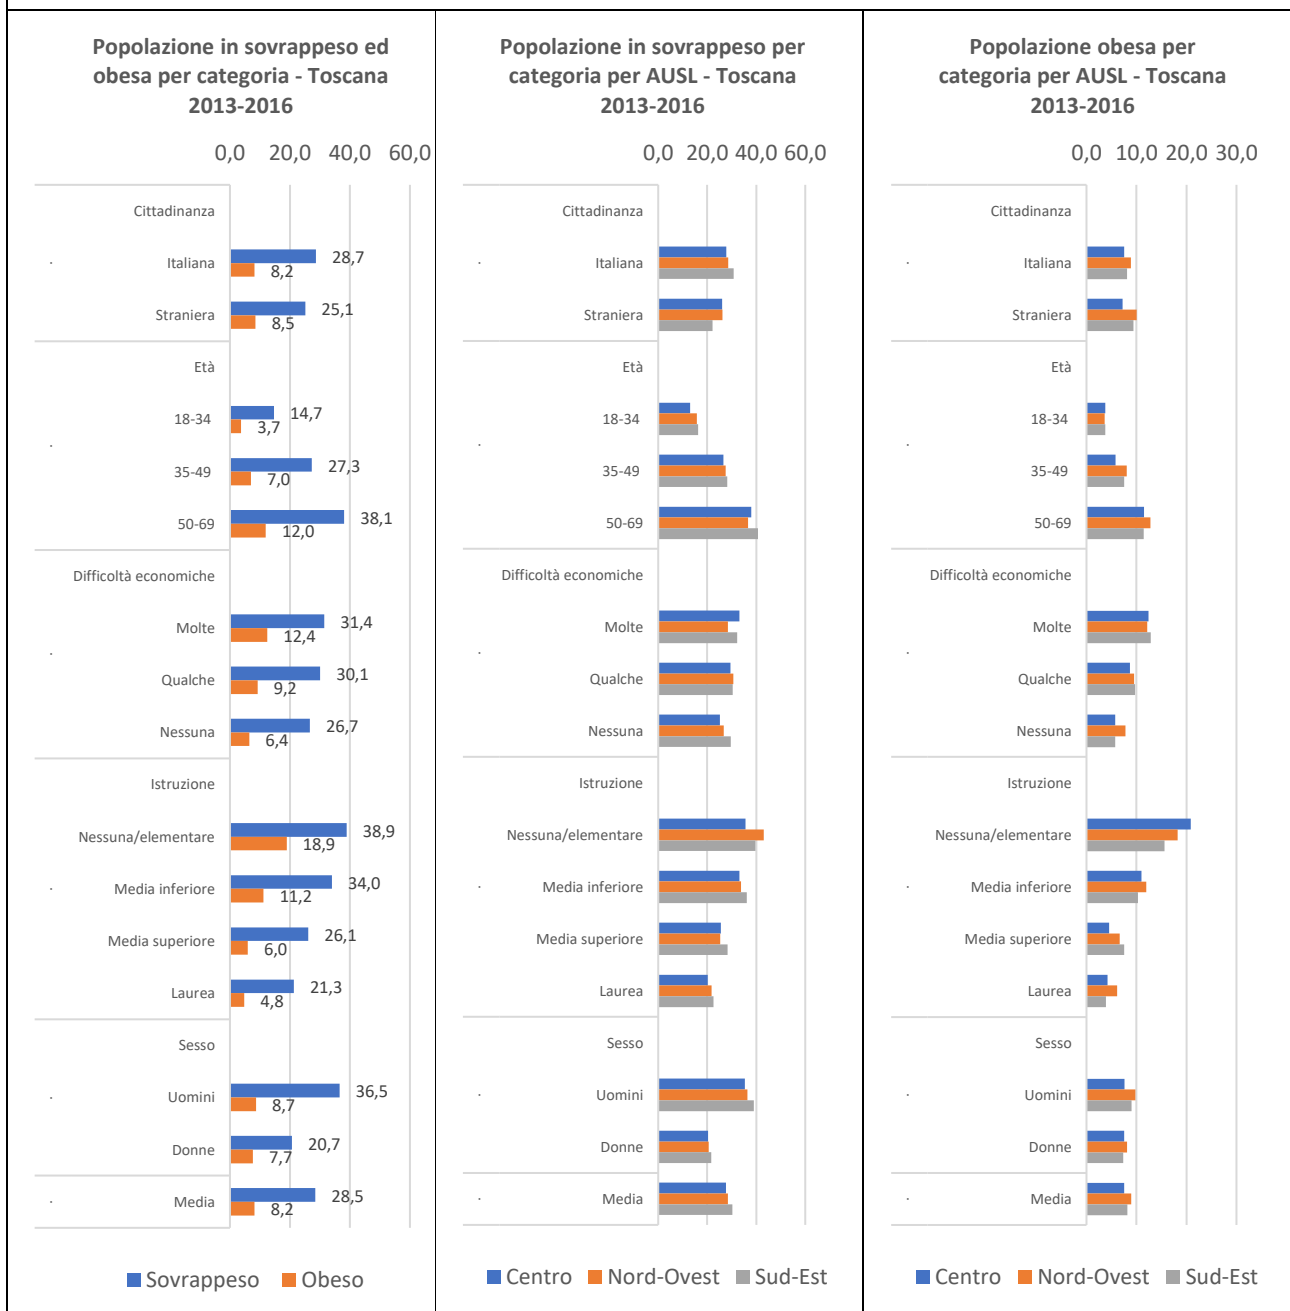 Popolazione in sovrappeso ed
obesa per categoria - Toscana
2013-2016
0,0 20,0 40,0 60,0
Cittadinanza
Italiana 28,7
8,2
Straniera 25,1
8,5
Età
18-34 14,7
3,7
35-49 27,3
7,0
50-69 38,1
12,0
Difficoltà economiche
Molte 31,4
12,4
Qualche 30,1
9,2
Nessuna 26,7
6,4
Istruzione
Nessuna/elementare 38,9
18,9
Media inferiore 34,0
11,2
Media superiore 26,1
6,0
Laurea 21,3
4,8
Sesso
Uomini 36,5
8,7
Donne 20,7
7,7
Media 28,5
8,2
Sovrappeso Obeso
Popolazione in sovrappeso per
categoria per AUSL - Toscana
2013-2016
0,0 20,0 40,0 60,0
Cittadinanza
Italiana
Straniera
Età
18-34
35-49
50-69
Difficoltà economiche
Molte
Qualche
Nessuna
Istruzione
Nessuna/elementare
Media inferiore
Media superiore
Laurea
Sesso
Uomini
Donne
Media
Centro Nord-Ovest Sud-Est
Popolazione obesa per
categoria per AUSL - Toscana
2013-2016
0,0 10,0 20,0 30,0
Cittadinanza
Italiana
Straniera
Età
18-34
35-49
50-69
Difficoltà economiche
Molte
Qualche
Nessuna
Istruzione
Nessuna/elementare
Media inferiore
Media superiore
Laurea
Sesso
Uomini
Donne
Media
Centro Nord-Ovest Sud-Est